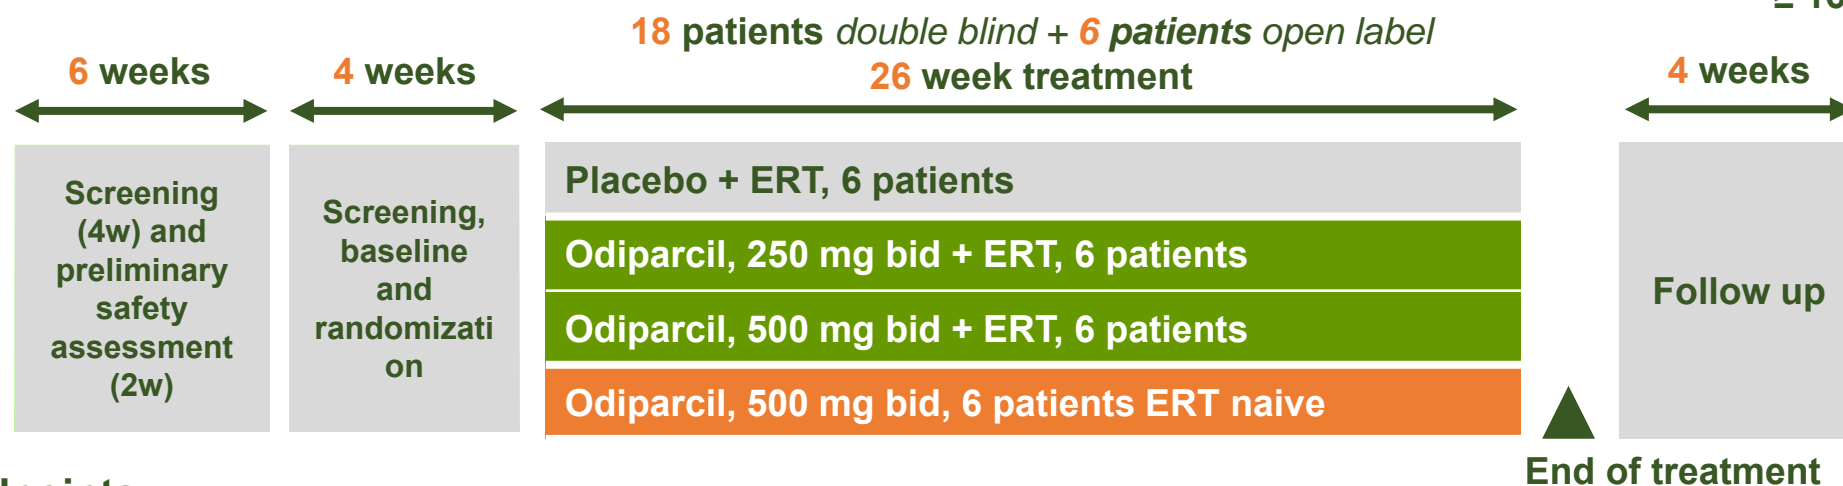 18 patients double blind + 6 patients open label
6 weeks
4 weeks
26 week treatment
4 weeks
Screening
(4w) and
preliminary
safety
assessment
(2w)
Screening,
baseline
and
randomizati
on
Placebo + ERT, 6 patients
Odiparcil, 250 mg bid + ERT, 6 patients
Odiparcil, 500 mg bid + ERT, 6 patients
Odiparcil, 500 mg bid, 6 patients ERT naive
Follow up
End of treatment